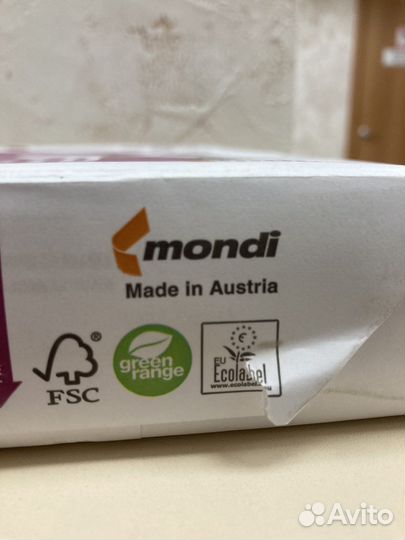 mondi
Made in Austria
®
FSC
green
range
EU
Ecolabel
Avito